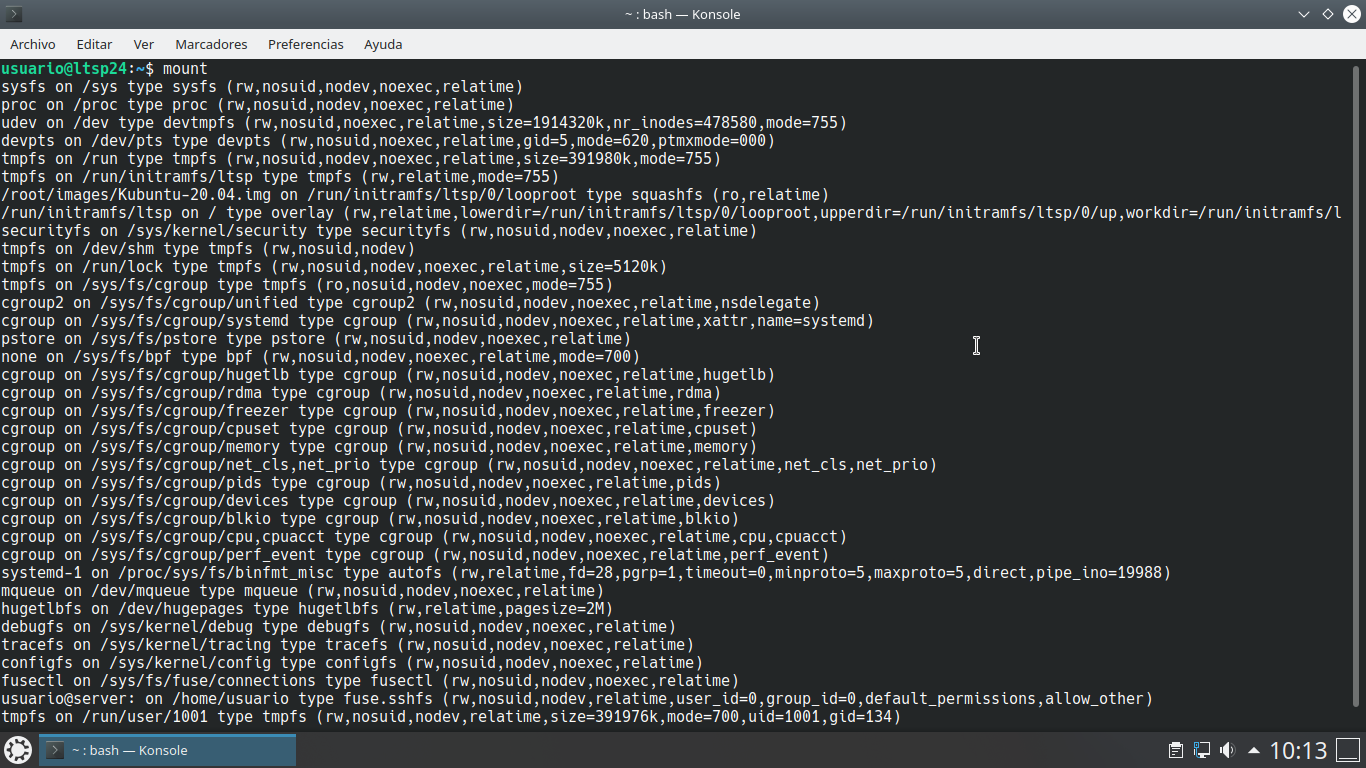 ~ : bash — Konsole
Archivo Editar Ver Marcadores Preferencias Ayuda
usuario@ltsp24:~$ mount
sysfs on /sys type sysfs (rw,nosuid,nodev,noexec,relatime)
proc on /proc type proc (rw,nosuid,nodev,noexec,relatime)
udev on /dev type devtmpfs (rw,nosuid,noexec,relatime,size=1914320k,nr_inodes=478580,mode=755)
devpts on /dev/pts type devpts (rw,nosuid,noexec,relatime,gid=5,mode=620,ptmxmode=000)
tmpfs on /run type tmpfs (rw,nosuid,nodev,noexec,relatime,size=391980k,mode=755)
tmpfs on /run/initramfs/ltsp type tmpfs (rw,relatime,mode=755)
/root/images/Kubuntu-20.04.img on /run/initramfs/ltsp/0/looproot type squashfs (ro,relatime)
/run/initramfs/ltsp on / type overlay (rw,relatime,lowerdir=/run/initramfs/ltsp/0/looproot,upperdir=/run/initramfs/ltsp/0/up,workdir=/run/initramfs/l
securityfs on /sys/kernel/security type securityfs (rw,nosuid,nodev,noexec,relatime)
tmpfs on /dev/shm type tmpfs (rw,nosuid,nodev)
tmpfs on /run/lock type tmpfs (rw,nosuid,nodev,noexec,relatime,size=5120k)
tmpfs on /sys/fs/cgroup type tmpfs (ro,nosuid,nodev,noexec,mode=755)
cgroup2 on /sys/fs/cgroup/unified type cgroup2 (rw,nosuid,nodev,noexec,relatime,nsdelegate)
cgroup on /sys/fs/cgroup/systemd type cgroup (rw,nosuid,nodev,noexec,relatime,xattr,name=systemd)
pstore on /sys/fs/pstore type pstore (rw,nosuid,nodev,noexec,relatime)
none on /sys/fs/bpf type bpf (rw,nosuid,nodev,noexec,relatime,mode=700)
cgroup on /sys/fs/cgroup/hugetlb type cgroup (rw,nosuid,nodev,noexec,relatime,hugetlb)
cgroup on /sys/fs/cgroup/rdma type cgroup (rw,nosuid,nodev,noexec,relatime,rdma)
cgroup on /sys/fs/cgroup/freezer type cgroup (rw,nosuid,nodev,noexec,relatime,freezer)
cgroup on /sys/fs/cgroup/cpuset type cgroup (rw,nosuid,nodev,noexec,relatime,cpuset)
cgroup on /sys/fs/cgroup/memory type cgroup (rw,nosuid,nodev,noexec,relatime,memory)
cgroup on /sys/fs/cgroup/net_cls,net_prio type cgroup (rw,nosuid,nodev,noexec,relatime,net_cls,net_prio)
cgroup on /sys/fs/cgroup/pids type cgroup (rw,nosuid,nodev,noexec,relatime,pids)
cgroup on /sys/fs/cgroup/devices type cgroup (rw,nosuid,nodev,noexec,relatime,devices)
cgroup on /sys/fs/cgroup/blkio type cgroup (rw,nosuid,nodev,noexec,relatime,blkio)
cgroup on /sys/fs/cgroup/cpu,cpuacct type cgroup (rw,nosuid,nodev,noexec,relatime,cpu,cpuacct)
cgroup on /sys/fs/cgroup/perf_event type cgroup (rw,nosuid,nodev,noexec,relatime,perf_event)
systemd-1 on /proc/sys/fs/binfmt_misc type autofs (rw,relatime,fd=28,pgrp=1,timeout=0,minproto=5,maxproto=5,direct,pipe_ino=19988)
mqueue on /dev/mqueue type mqueue (rw,nosuid,nodev,noexec,relatime)
hugetlbfs on /dev/hugepages type hugetlbfs (rw,relatime,pagesize=2M)
debugfs on /sys/kernel/debug type debugfs (rw,nosuid,nodev,noexec,relatime)
tracefs on /sys/kernel/tracing type tracefs (rw,nosuid,nodev,noexec,relatime)
configfs on /sys/kernel/config type configfs (rw,nosuid,nodev,noexec,relatime)
fusectl on /sys/fs/fuse/connections type fusectl (rw,nosuid,nodev,noexec,relatime)
usuario@server: on /home/usuario type fuse.sshfs (rw,nosuid,nodev,relatime,user_id=0,group_id=0,default_permissions,allow_other)
tmpfs on /run/user/1001 type tmpfs (rw,nosuid,nodev,relatime,size=391976k,mode=700,uid=1001,gid=134)
~ : bash — Konsole
10:13